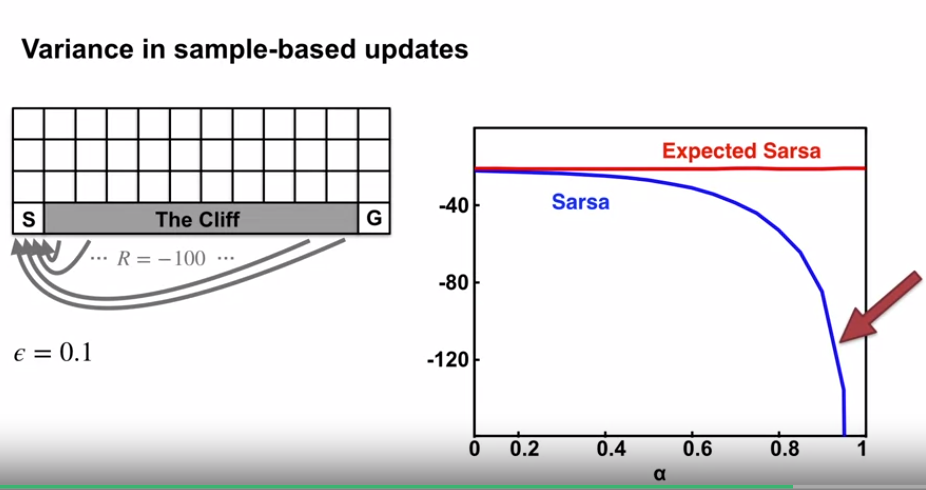 Variance in sample-based updates
S The Cliff G
··· R = −100 ···
ϵ = 0.1
Expected Sarsa
Sarsa
-40
-80
-120
0 0.2 0.4 0.6 0.8 1
α